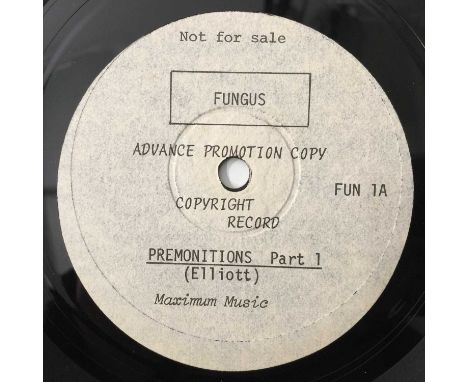 Not for sale
FUNGUS
ADVANCE PROMOTION COPY
FUN 1A
COPYRIGHT
RECORD
PREMONITIONS Part 1
(Elliott)
Maximum Music